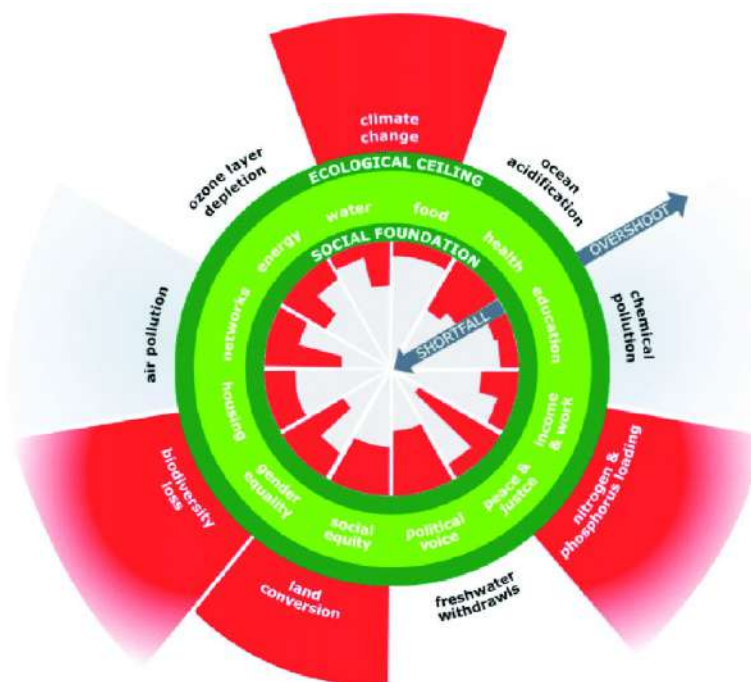 climate
change
ozone layer
depletion
ocean
acidification
ECOLOGICAL CEILING
OVERSHOOT
water
food
energy
health
SOCIAL FOUNDATION
networks
education
SHORTFALL
air pollution
chemical
pollution
housing
income
& work
gender
equality
peace &
justce
social
equity
political
voice
biodiversity
loss
nitrogen &
phosphorus loading
land
conversion
freshwater
withdrawls